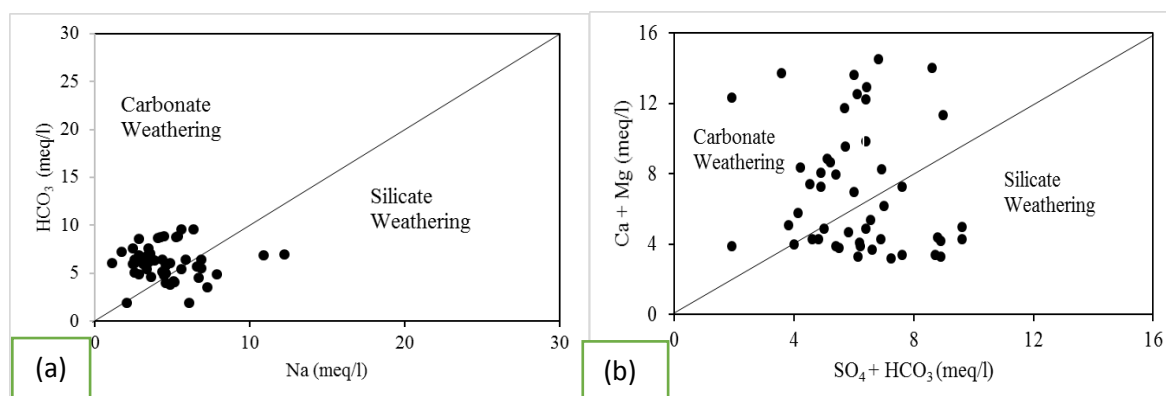 30
25
20
15
10
5
0
0
10
20
30
HCO₃ (meq/l)
Na (meq/l)
Carbonate
Weathering
Silicate
Weathering
(a)
16
12
8
4
0
0
4
8
12
16
Ca + Mg (meq/l)
SO₄ + HCO₃ (meq/l)
Carbonate
Weathering
Silicate
Weathering
(b)